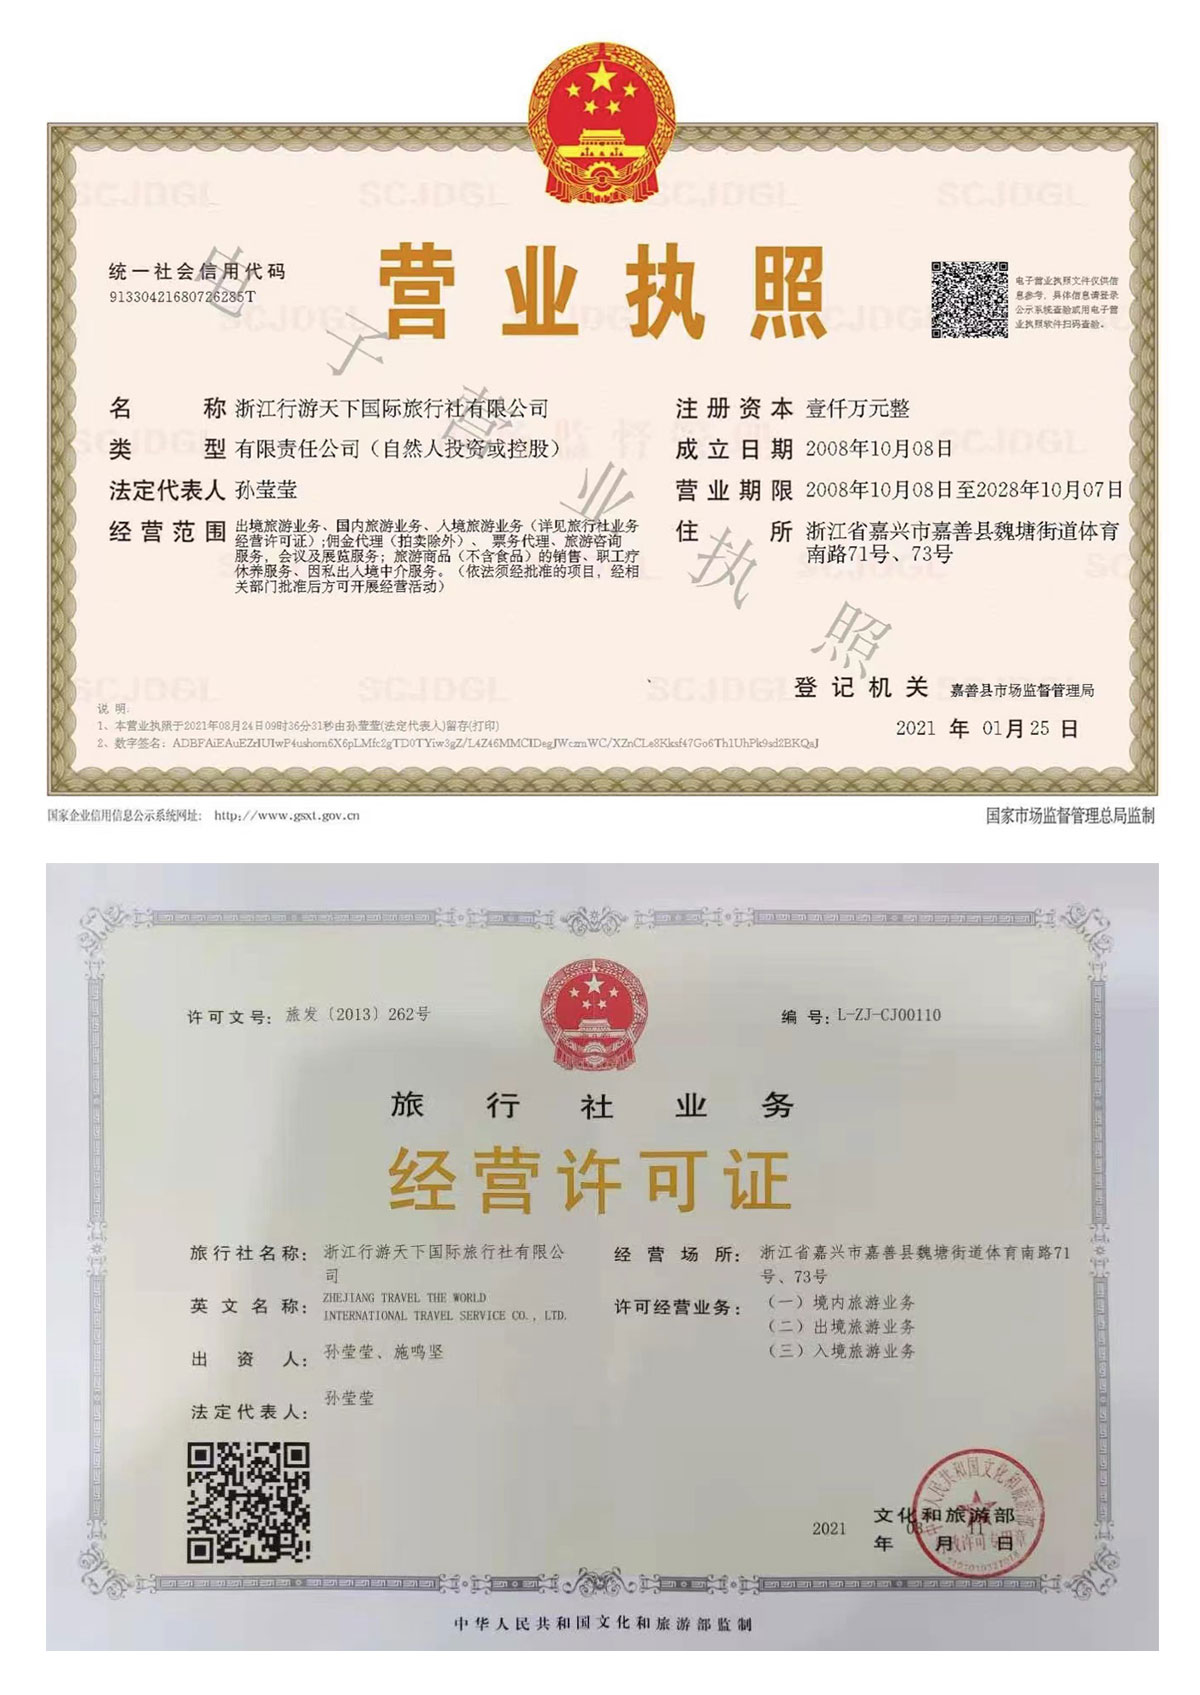 营业执照
统一社会信用代码
91330421680726285T
电子营业执照文件仅供信
息参考，具体信息请登录
公示系统查验或用电子营
业执照软件扫码查验。
名称 浙江行游天下国际旅行社有限公司
类型 有限责任公司（自然人投资或控股）
法定代表人 孙莹莹
经营范围 出境旅游业务、国内旅游业务、入境旅游业务（详见旅行社业务
经营许可证）;佣金代理（拍卖除外）、票务代理、旅游咨询
服务，会议及展览服务；旅游商品（不含食品）的销售、职工疗
休养服务、因私出入境中介服务。（依法须经批准的项目，经相
关部门批准后方可开展经营活动）
注册资本 壹仟万元整
成立日期 2008年10月08日
营业期限 2008年10月08日至2028年10月07日
住所 浙江省嘉兴市嘉善县魏塘街道体育
南路71号、73号
电子营业执照
登记机关 嘉善县市场监督管理局
2021 年 01月 25 日
说 明.
1、本营业执照于2021年08月24日09时36分31秒由孙莹莹(法定代表人)留存(打印)
2、数字签名：
国家企业信用信息公示系统网址： http://www.gsxt.gov.cn
国家市场监督管理总局监制
许可文号：旅发〔2013〕262号
编 号：L-ZJ-CJ00110
旅行社业务
经营许可证
旅行社名称：浙江行游天下国际旅行社有限公
司
英文名称：ZHEJIANG TRAVEL THE WORLD
INTERNATIONAL TRAVEL SERVICE CO., LTD.
出资人：孙莹莹、施鸣坚
法定代表人：孙莹莹
经营场所：浙江省嘉兴市嘉善县魏塘街道体育南路71
号、73号
许可经营业务：（一）境内旅游业务
（二）出境旅游业务
（三）入境旅游业务
文化和旅游部
2021 年 03 月 11 日
中华人民共和国文化和旅游部监制